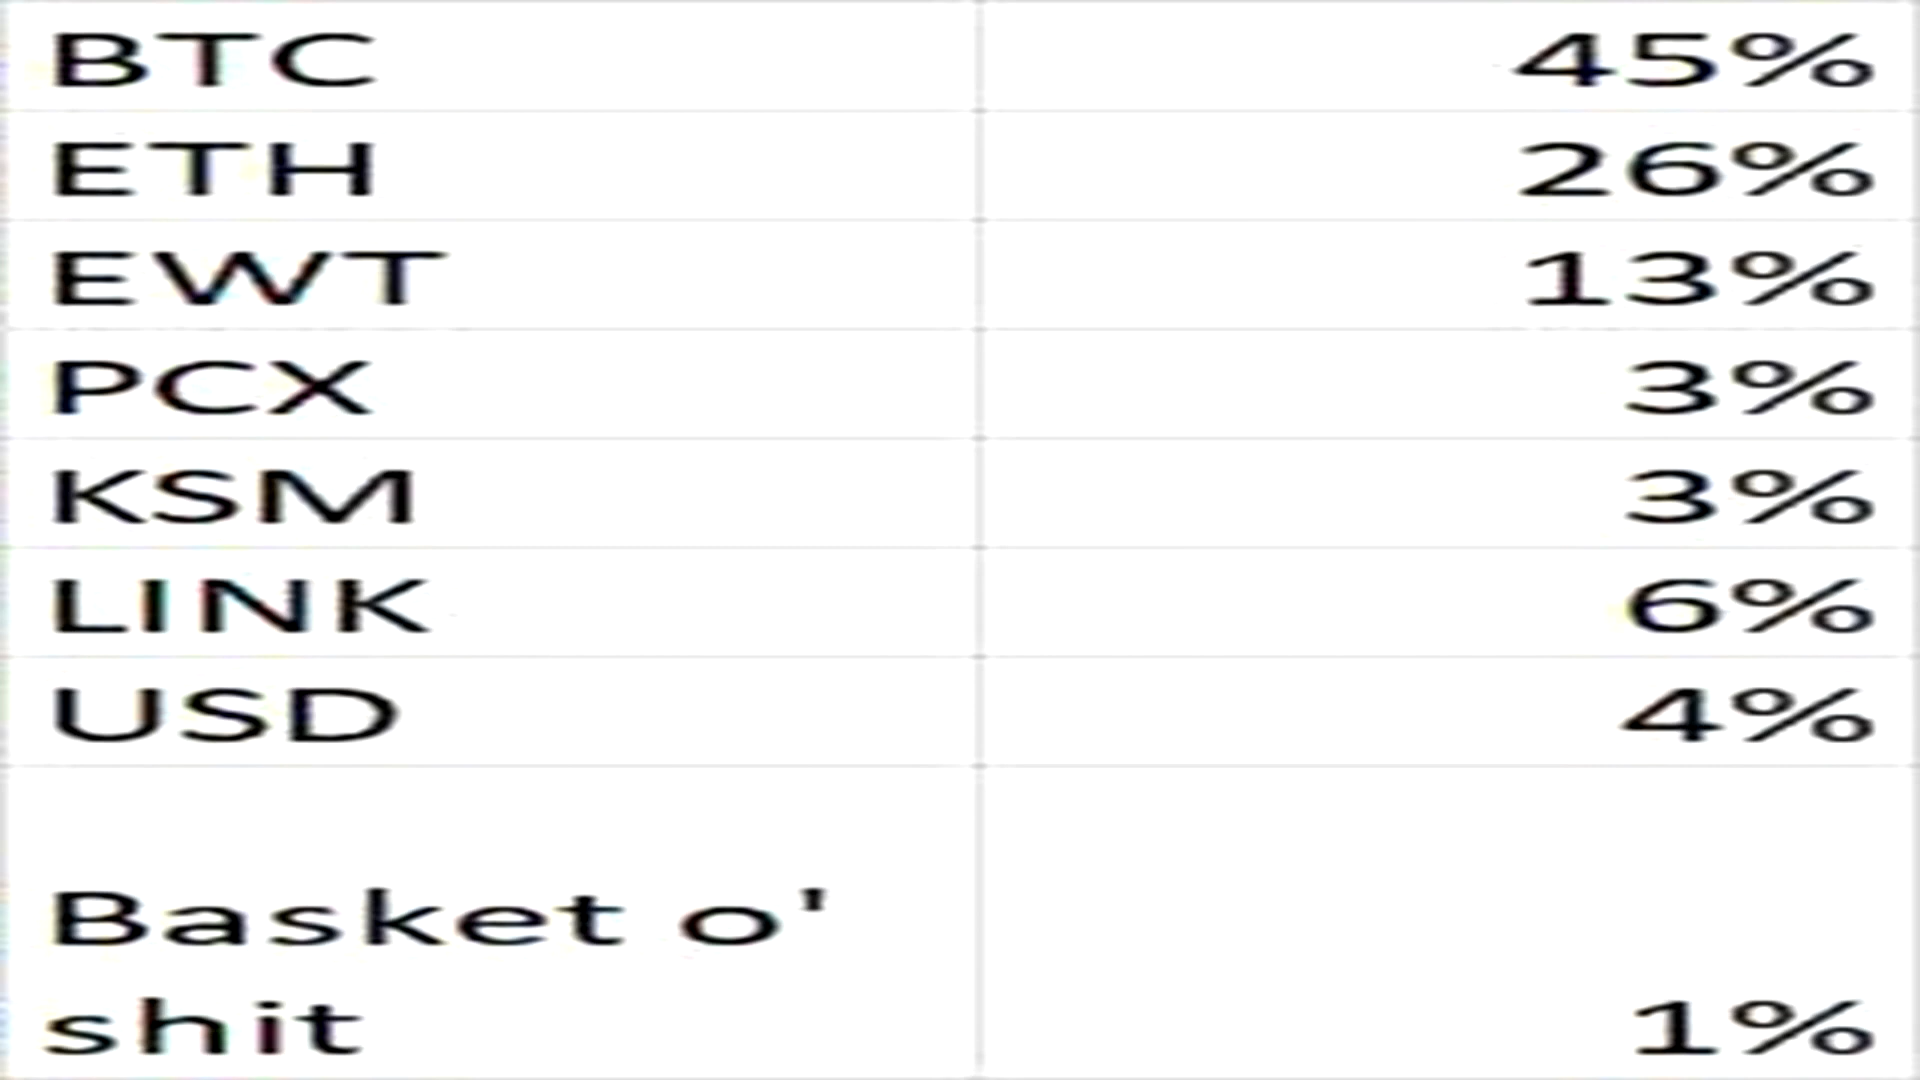 BTC 45%
ETH 26%
EWT 13%
PCX 3%
KSM 3%
LINK 6%
USD 4%
Basket o'
shit 1%